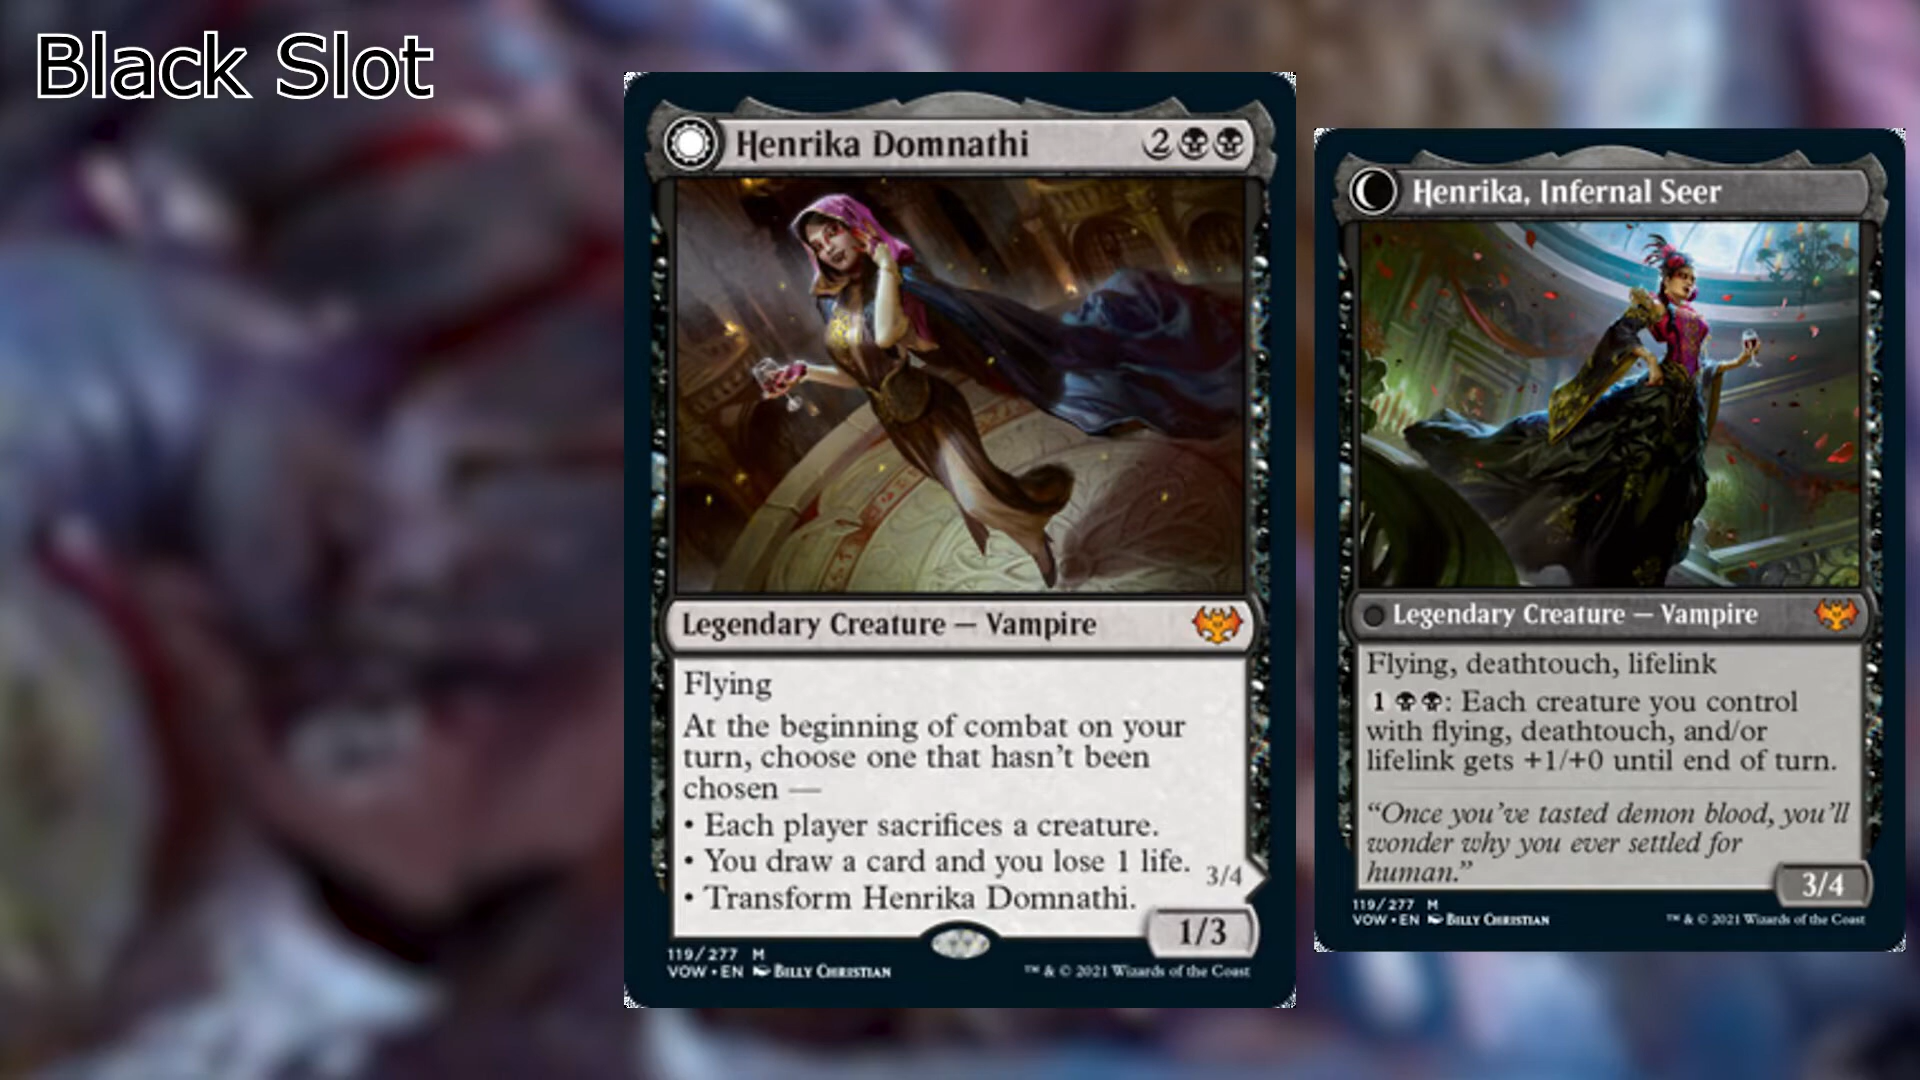 Black Slot
Henrika Domnathi 2
Legendary Creature — Vampire
Flying
At the beginning of combat on your
turn, choose one that hasn't been
chosen —
• Each player sacrifices a creature.
• You draw a card and you lose 1 life.
• Transform Henrika Domnathi.
3/4
1/3
119/277 M
VOW • EN Billy Christian
™ & © 2021 Wizards of the Coast
Henrika, Infernal Seer
Legendary Creature — Vampire
Flying, deathtouch, lifelink
1 : Each creature you control
with flying, deathtouch, and/or
lifelink gets +1/+0 until end of turn.
“Once you’ve tasted demon blood, you’ll
wonder why you ever settled for
human.”
3/4
119/277 M
VOW • EN Billy Christian
™ & © 2021 Wizards of the Coast